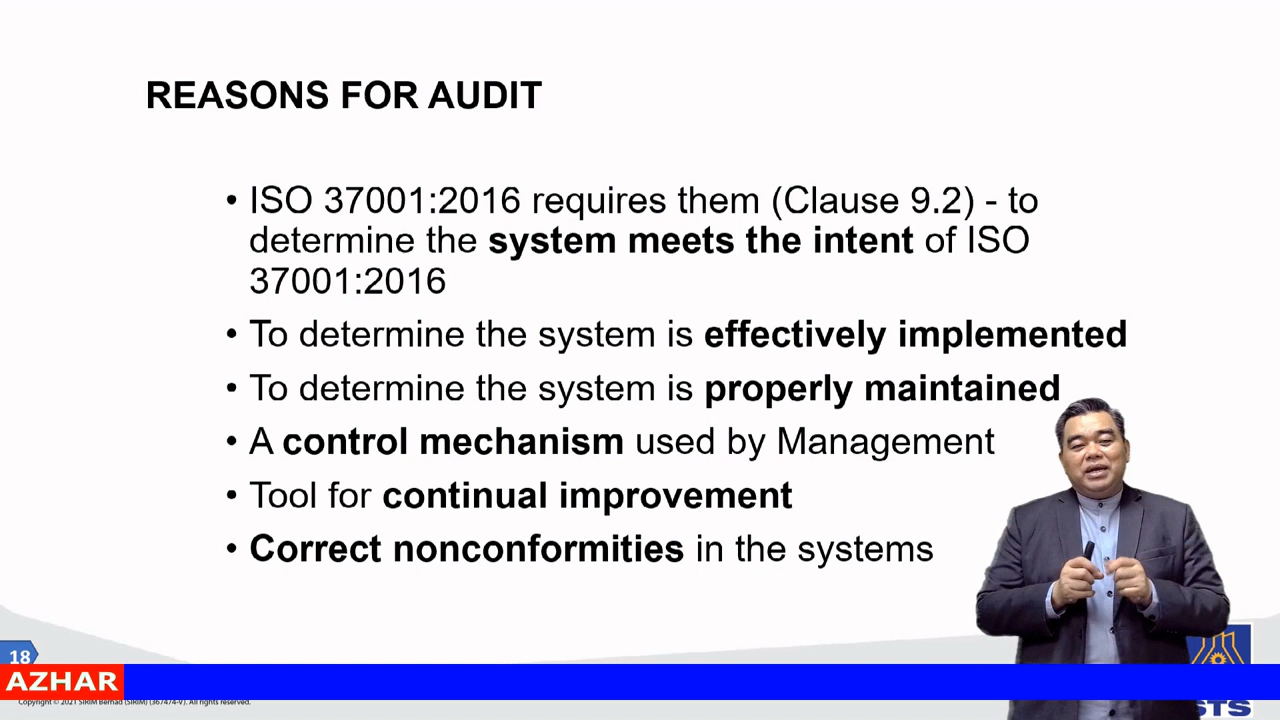 REASONS FOR AUDIT
• ISO 37001:2016 requires them (Clause 9.2) - to
determine the system meets the intent of ISO
37001:2016
• To determine the system is effectively implemented
• To determine the system is properly maintained
• A control mechanism used by Management
• Tool for continual improvement
• Correct nonconformities in the systems
18
AZHAR
Copyright © 2021 SIRIM Berhad (SIRIM) (367474-V). All rights reserved.
STS